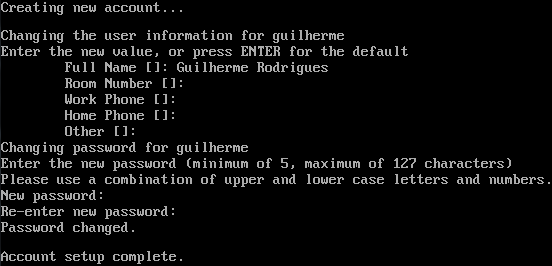 Creating new account...
Changing the user information for guilherme
Enter the new value, or press ENTER for the default
Full Name []: Guilherme Rodrigues
Room Number []:
Work Phone []:
Home Phone []:
Other []:
Changing password for guilherme
Enter the new password (minimum of 5, maximum of 127 characters)
Please use a combination of upper and lower case letters and numbers.
New password:
Re-enter new password:
Password changed.
Account setup complete.